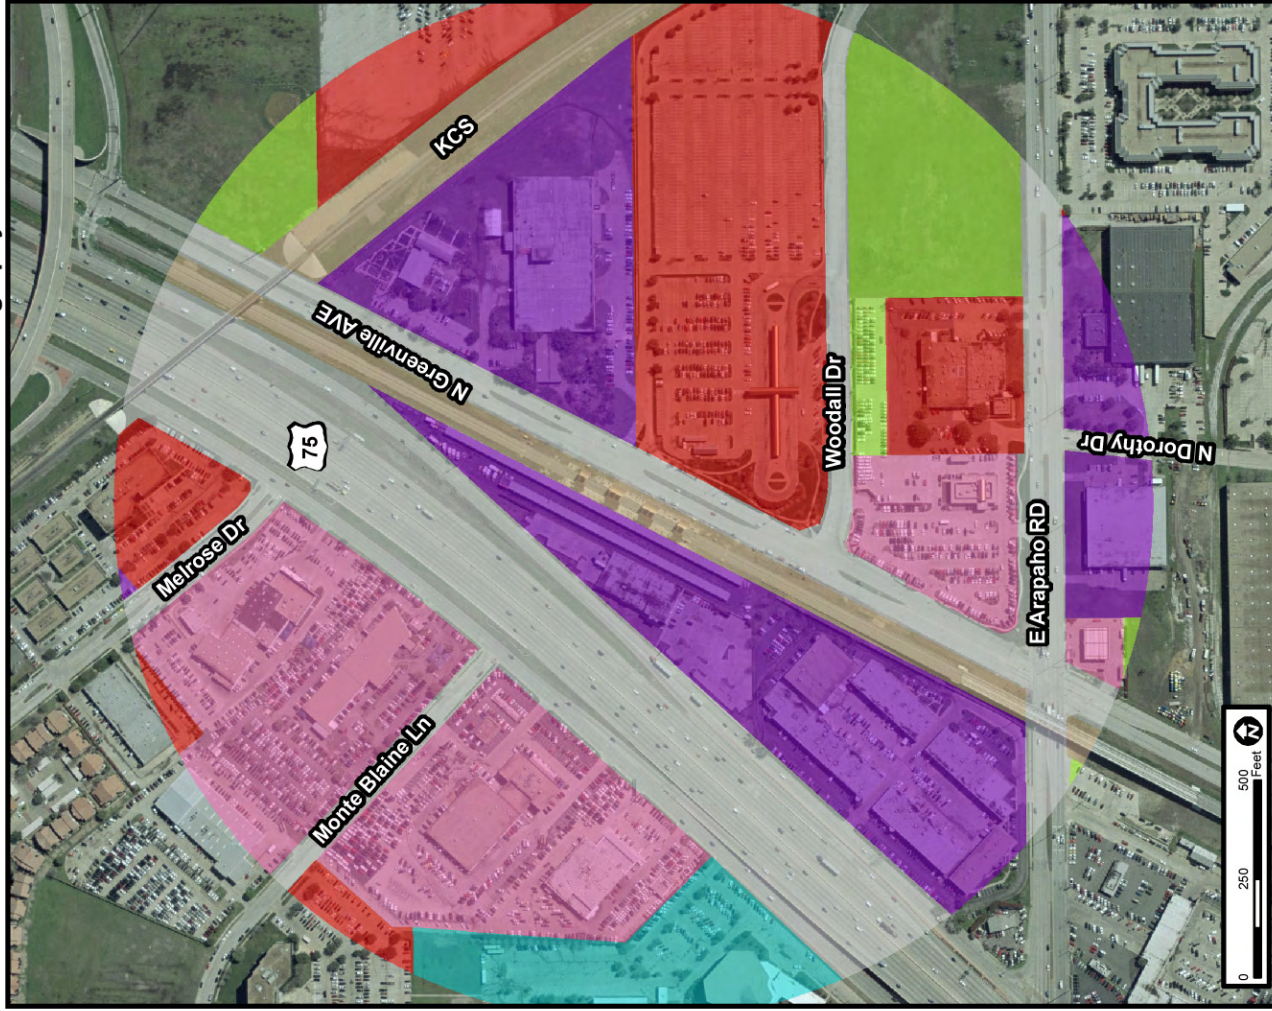 KCS
N Greenville AVE
75
Woodall Dr
Melrose Dr
N Dorothy Dr
E Arapaho RD
Monte Blaine Ln
0 250 500
Feet
N